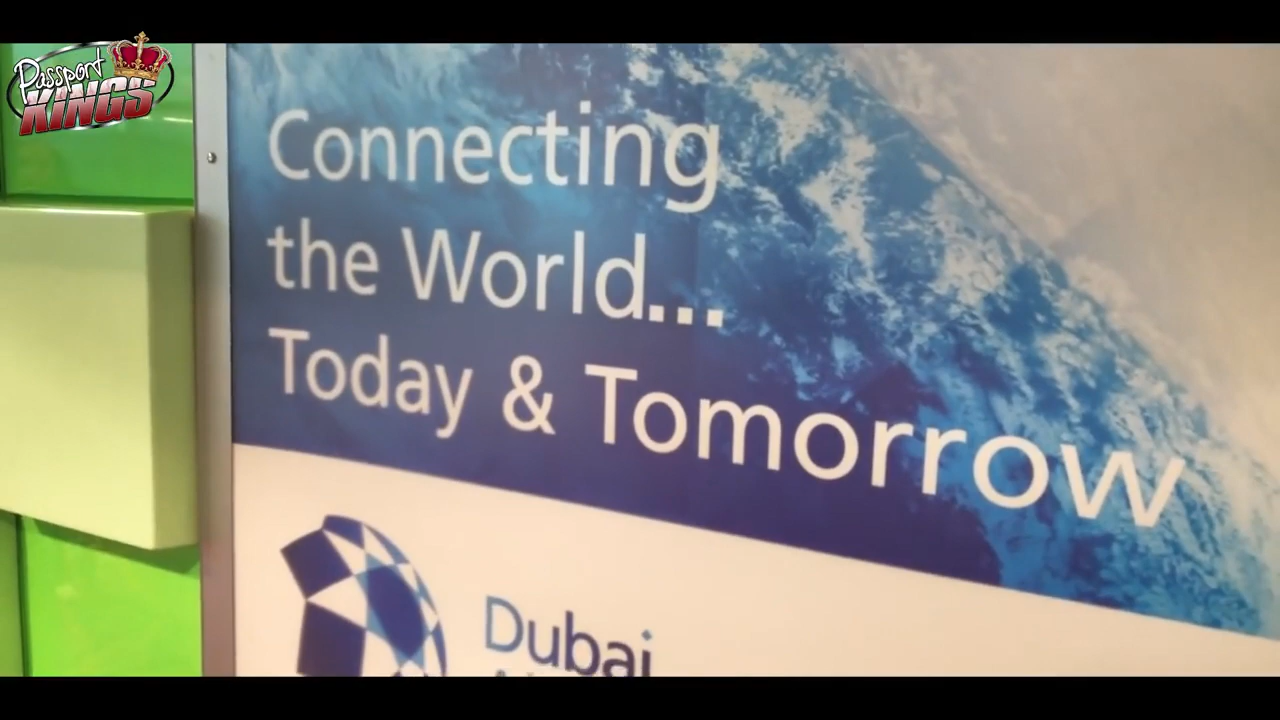 Passport
KINGS
Connecting
the World...
Today & Tomorrow
Dubai